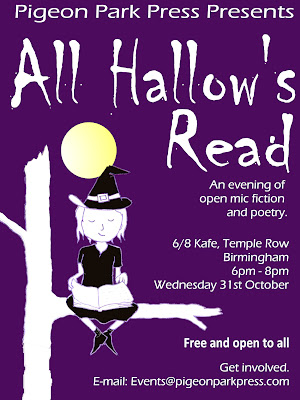 Pigeon Park Press Presents
All Hallow's
Read
An evening of
open mic fiction
and poetry.
6/8 Kafe, Temple Row
Birmingham
6pm - 8pm
Wednesday 31st October
Free and open to all
Get involved.
E-mail: Events@pigeonparkpress.com